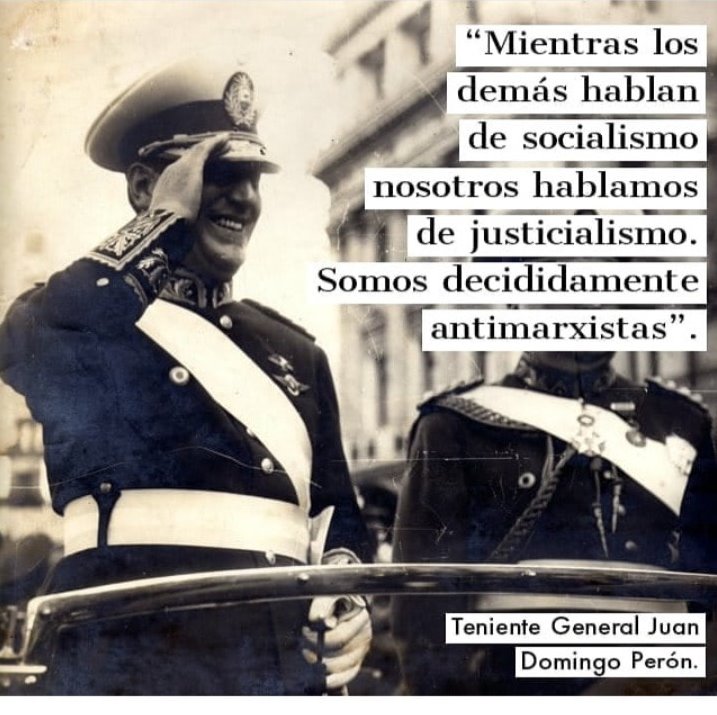 “Mientras los
demás hablan
de socialismo
nosotros hablamos
de justicialismo.
Somos decididamente
antimarxistas”.
Teniente General Juan
Domingo Perón.